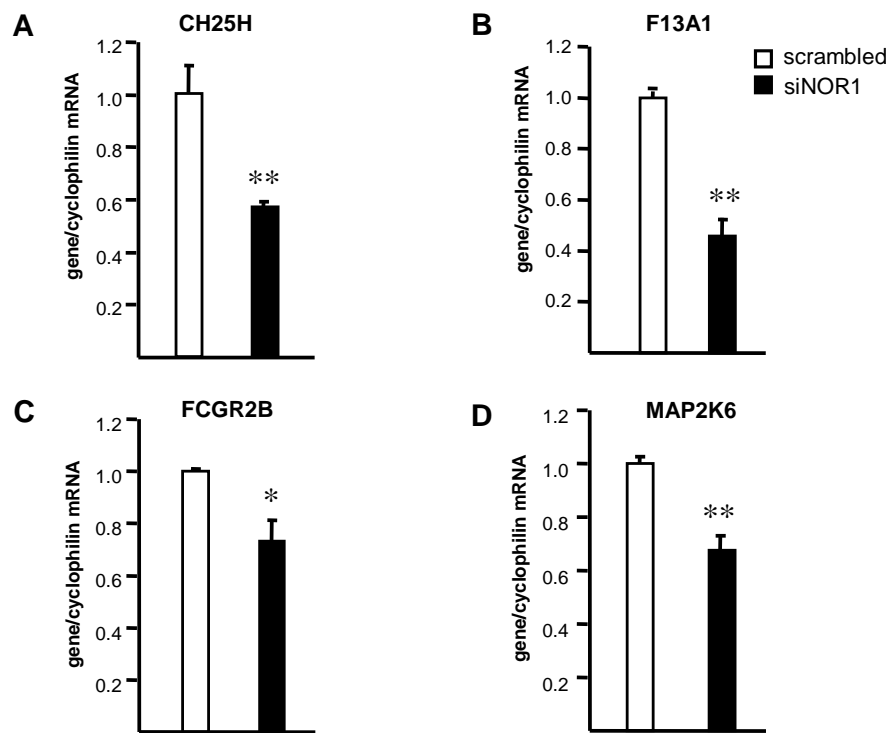 A
CH25H
gene/cyclophilin mRNA
1.2
1.0
0.8
0.6
0.4
0.2
**
B
F13A1
gene/cyclophilin mRNA
1.2
1.0
0.8
0.6
0.4
0.2
**
scrambled
siNOR1
C
FCGR2B
gene/cyclophilin mRNA
1.2
1.0
0.8
0.6
0.4
0.2
*
D
MAP2K6
gene/cyclophilin mRNA
1.2
1.0
0.8
0.6
0.4
0.2
**